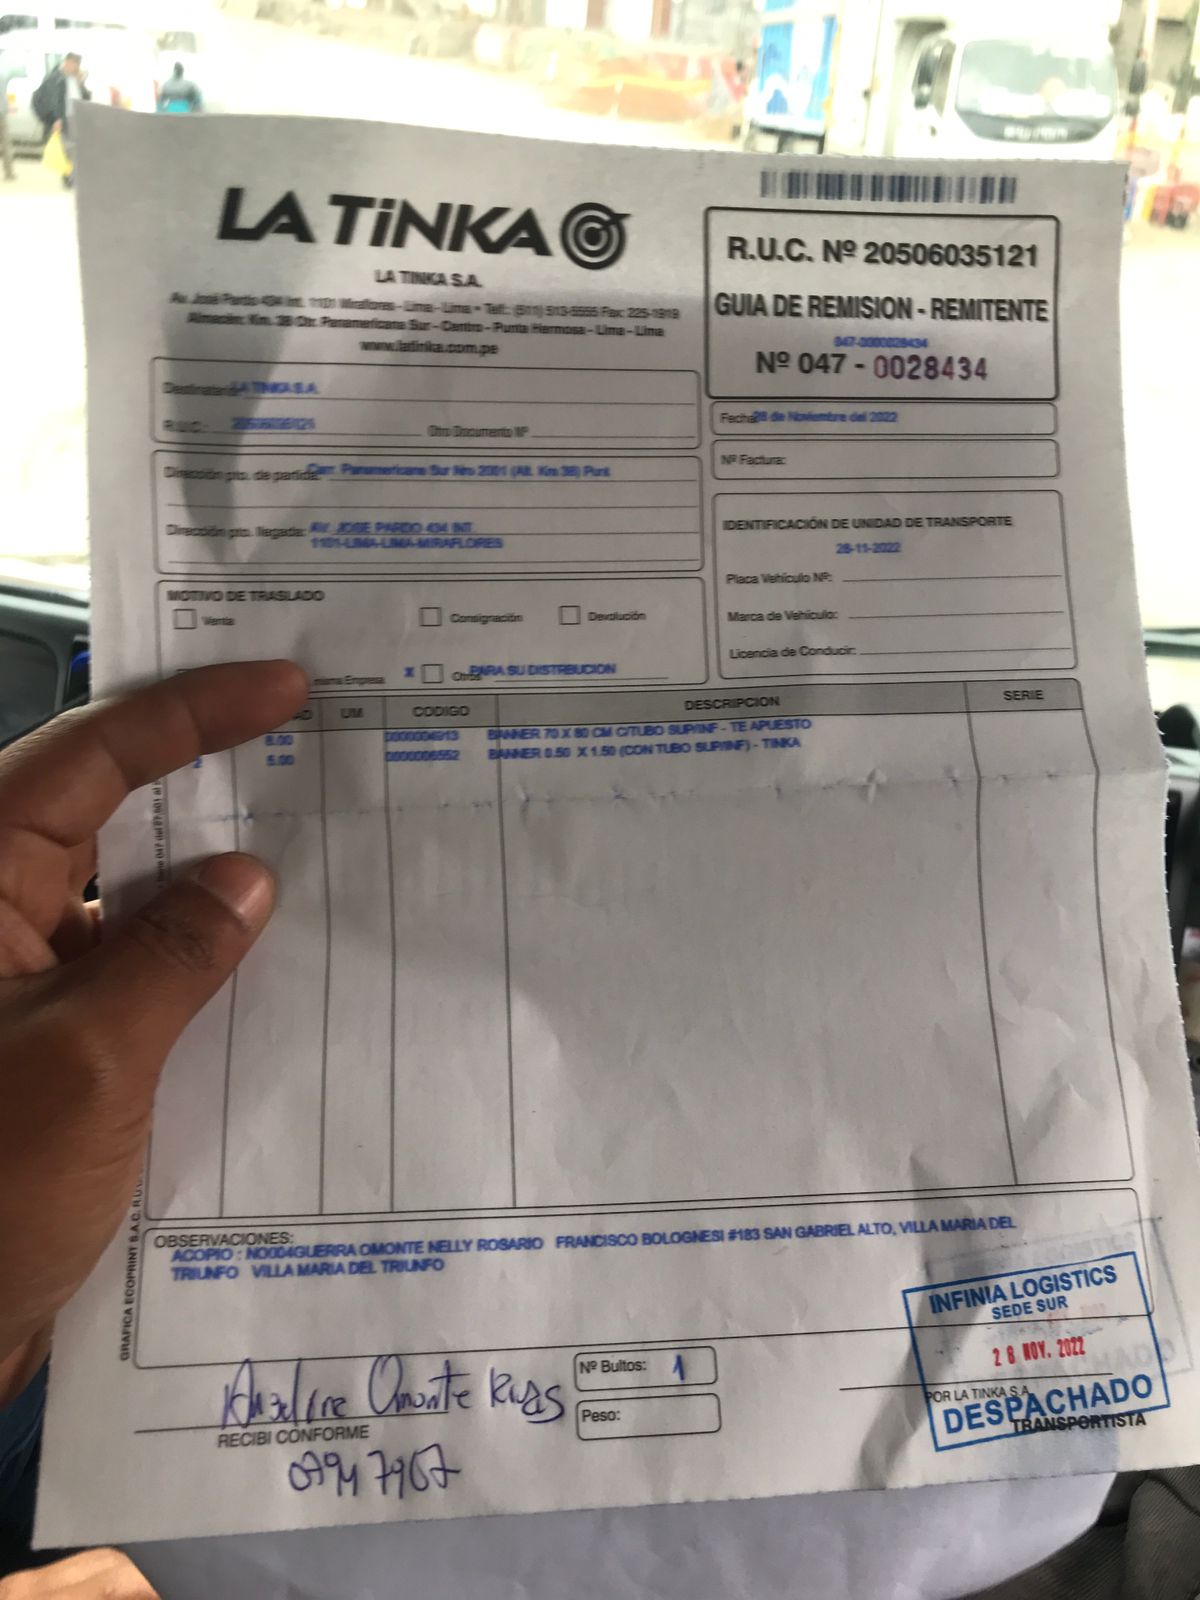 LA TiNKA
LA TINKA S.A.
Av. José Pardo 434 Int. 1101 Miraflores - Lima - Lima • Telf.: (511) 513-5555 Fax: 225-1919
Almacén: Km. 38 Ctr. Panamericana Sur - Centro - Punta Hermosa - Lima - Lima
www.latinka.com.pe
R.U.C. Nº 20506035121
GUIA DE REMISION - REMITENTE
047-0000028434
Nº 047 - 0028434
Destinatario: LA TINKA S.A.
R.U.C.: 20506035121 Otro Documento Nº
Fecha: 28 de Noviembre del 2022
Nº Factura:
Dirección pto. de partida: Carr. Panamericana Sur Nro 2001 (Alt. Km 38) Punt
Dirección pto. llegada: AV. JOSE PARDO 434 INT.
1101-LIMA-LIMA-MIRAFLORES
IDENTIFICACIÓN DE UNIDAD DE TRANSPORTE
28-11-2022
Placa Vehículo Nº:
Marca de Vehículo:
Licencia de Conducir:
MOTIVO DE TRASLADO
Venta Consignación Devolución
misma Empresa X Otros PARA SU DISTRBUCION
AD UM CODIGO DESCRIPCION SERIE
8.00 0000004913 BANNER 70 X 80 CM C/TUBO SUP/INF - TE APUESTO
2 5.00 0000006552 BANNER 0.50 X 1.50 (CON TUBO SUP/INF) - TINKA
GRAFICA ECOPRINT S.A.C. R.U.C.
OBSERVACIONES:
ACOPIO : NO004GUERRA OMONTE NELLY ROSARIO FRANCISCO BOLOGNESI #183 SAN GABRIEL ALTO, VILLA MARIA DEL
TRIUNFO VILLA MARIA DEL TRIUNFO
INFINIA LOGISTICS
SEDE SUR
28 NOV. 2022
DESPACHADO
Omonte Rivas
RECIBI CONFORME
Nº Bultos: 1
Peso:
POR LA TINKA S.A.
TRANSPORTISTA